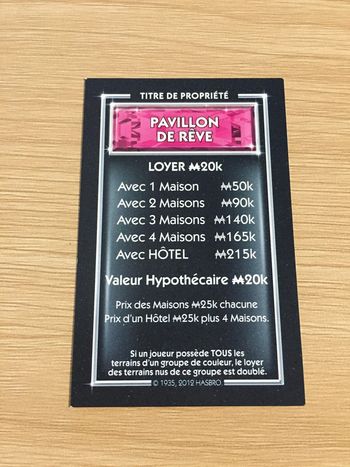 TITRE DE PROPRIÉTÉ
PAVILLON
DE RÊVE
LOYER ₩20k
Avec 1 Maison ₩50k
Avec 2 Maisons ₩90k
Avec 3 Maisons ₩140k
Avec 4 Maisons ₩165k
Avec HÔTEL ₩215k
Valeur Hypothécaire ₩20k
Prix des Maisons ₩25k chacune
Prix d'un Hôtel ₩25k plus 4 Maisons.
Si un joueur possède TOUS les
terrains d'un groupe de couleur, le loyer
des terrains nus de ce groupe est doublé.
© 1935, 2012 HASBRO.